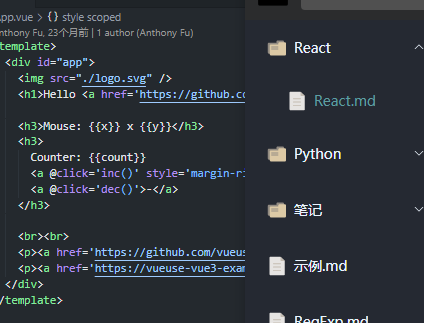 App.vue > {} style scoped
Anthony Fu, 23个月前 | 1 author (Anthony Fu)
template>
<div id="app">
<img src="./logo.svg" />
<h1>Hello <a href='https://github.co
<h3>Mouse: {{x}} x {{y}}</h3>
<h3>
Counter: {{count}}
<a @click='inc()' style='margin-ri
<a @click='dec()'>-</a>
</h3>
<br><br>
<p><a href='https://github.com/vueus
<p><a href='https://vueuse-vue3-exam
</div>
/template>
React
React.md
Python
笔记
示例.md
RegExp.md